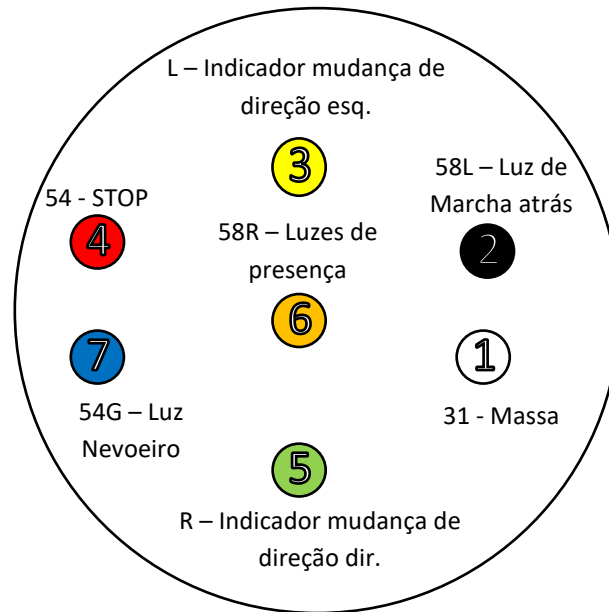 L – Indicador mudança de
direção esq.
3
54 - STOP
4
58L – Luz de
Marcha atrás
2
58R – Luzes de
presença
6
7
54G – Luz
Nevoeiro
1
31 - Massa
5
R – Indicador mudança de
direção dir.